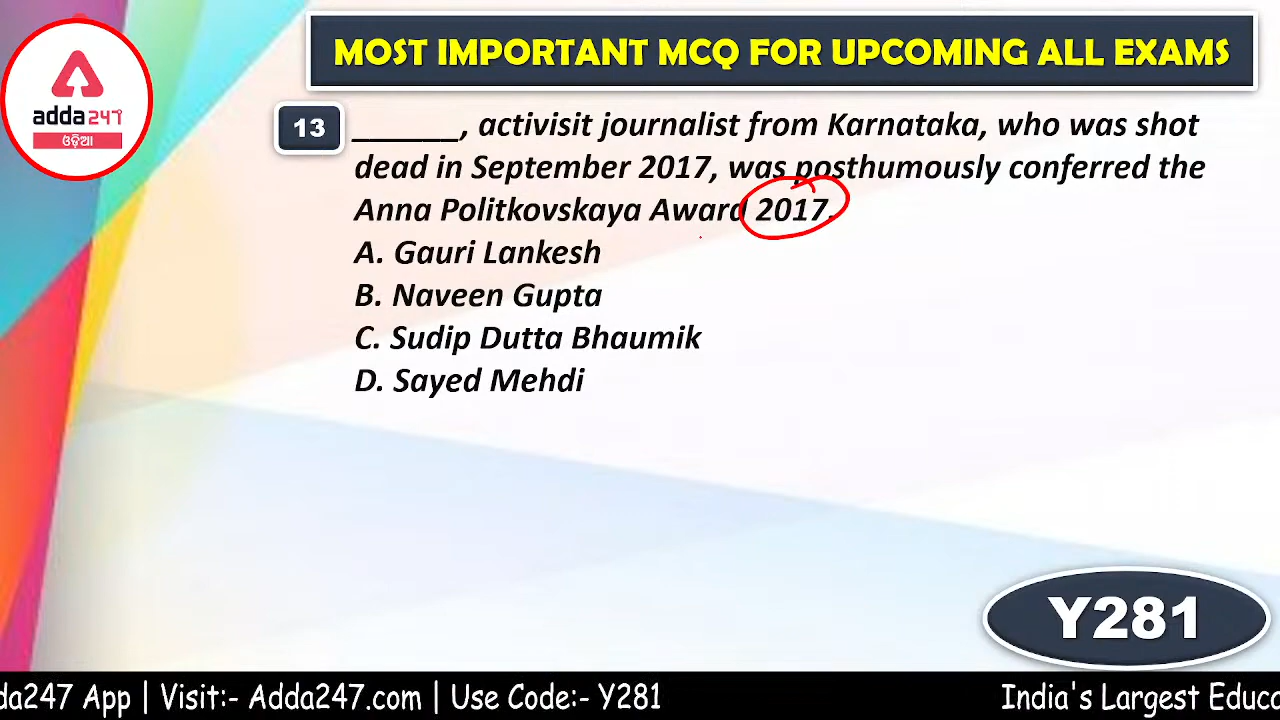 MOST IMPORTANT MCQ FOR UPCOMING ALL EXAMS
adda247
ଓଡ଼ିଆ
13 ______, activisit journalist from Karnataka, who was shot
dead in September 2017, was posthumously conferred the
Anna Politkovskaya Award 2017.
A. Gauri Lankesh
B. Naveen Gupta
C. Sudip Dutta Bhaumik
D. Sayed Mehdi
Y281
da247 App | Visit:- Adda247.com | Use Code:- Y281
India's Largest Educa